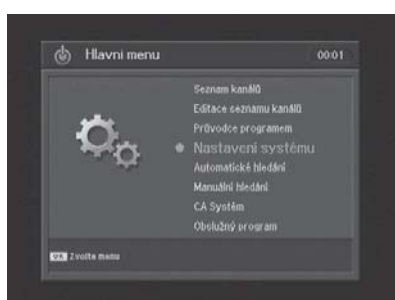 Hlavni menu
00:01
Seznam kanálů
Editace seznamu kanálů
Průvodce programem
Nastavení systému
Automatické hledání
Manuální hledání
CA Systém
Obslužný program
OK Zvolte menu